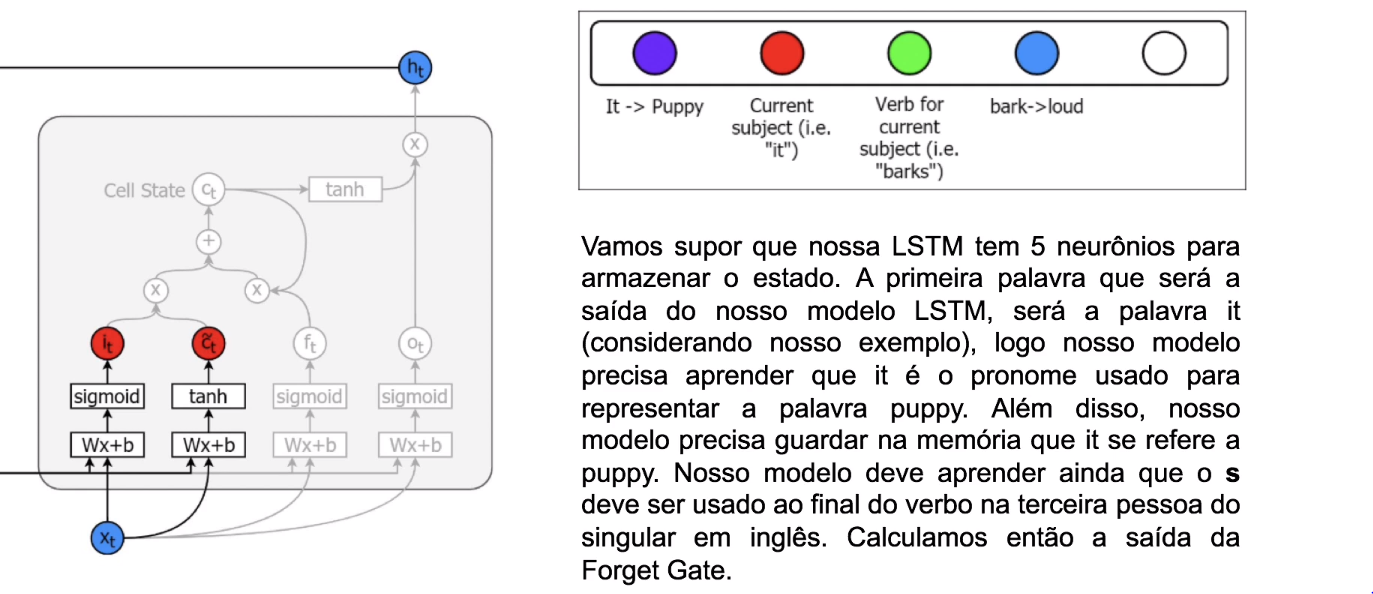 ht
x
Cell State ct tanh
+
x x
it c̃t ft ot
sigmoid tanh sigmoid sigmoid
Wx+b Wx+b Wx+b Wx+b
xt
It -> Puppy
Current
subject (i.e.
"it")
Verb for
current
subject (i.e.
"barks")
bark->loud
Vamos supor que nossa LSTM tem 5 neurônios para
armazenar o estado. A primeira palavra que será a
saída do nosso modelo LSTM, será a palavra it
(considerando nosso exemplo), logo nosso modelo
precisa aprender que it é o pronome usado para
representar a palavra puppy. Além disso, nosso
modelo precisa guardar na memória que it se refere a
puppy. Nosso modelo deve aprender ainda que o s
deve ser usado ao final do verbo na terceira pessoa do
singular em inglês. Calculamos então a saída da
Forget Gate.